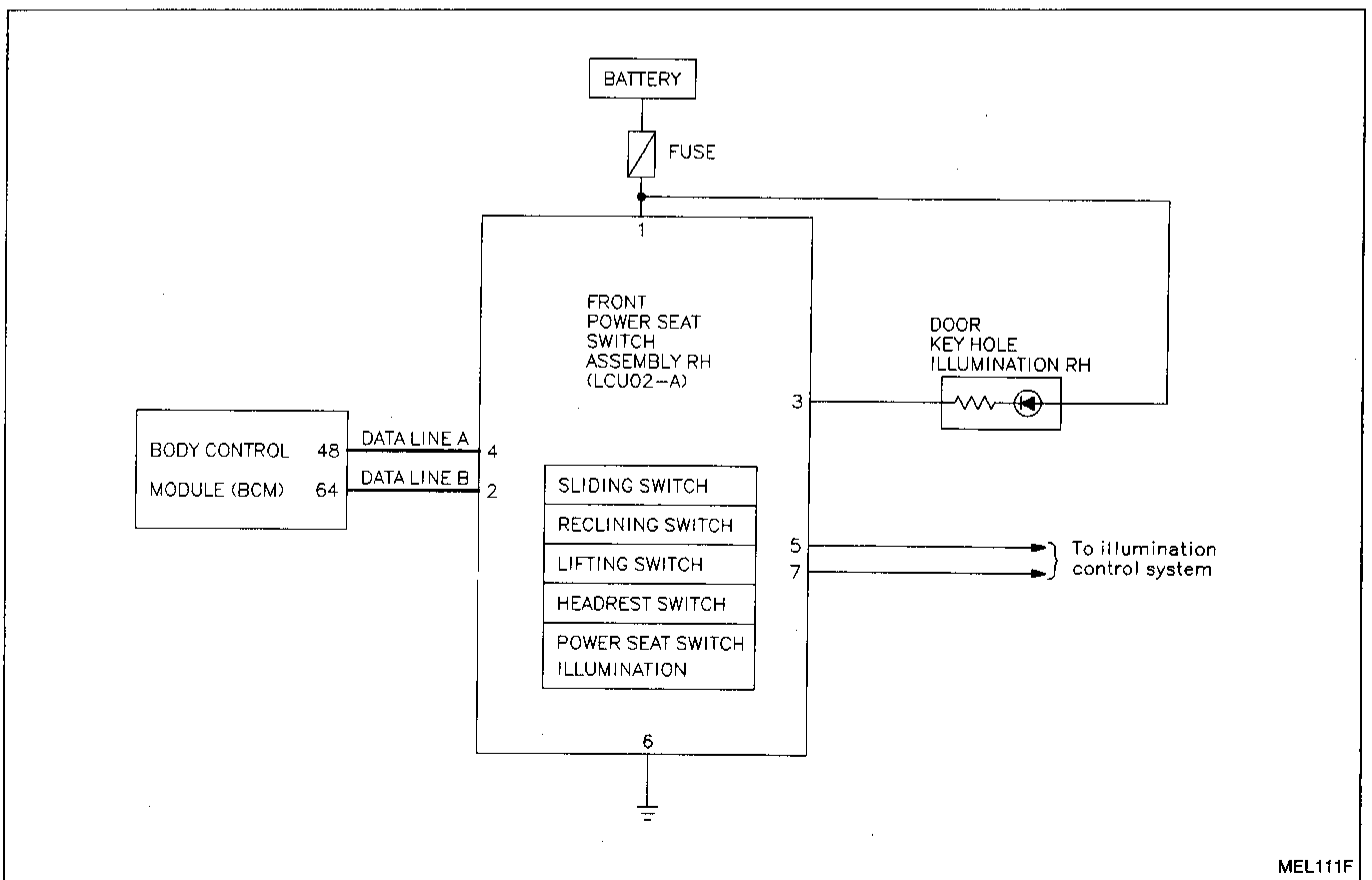 BATTERY
FUSE
1
FRONT
POWER SEAT
SWITCH
ASSEMBLY RH
(LCU02-A)
DOOR
KEY HOLE
ILLUMINATION RH
3
BODY CONTROL 48
MODULE (BCM) 64
DATA LINE A
DATA LINE B
4
2
SLIDING SWITCH
RECLINING SWITCH
LIFTING SWITCH
HEADREST SWITCH
POWER SEAT SWITCH
ILLUMINATION
5
7
To illumination
control system
6
MEL111F